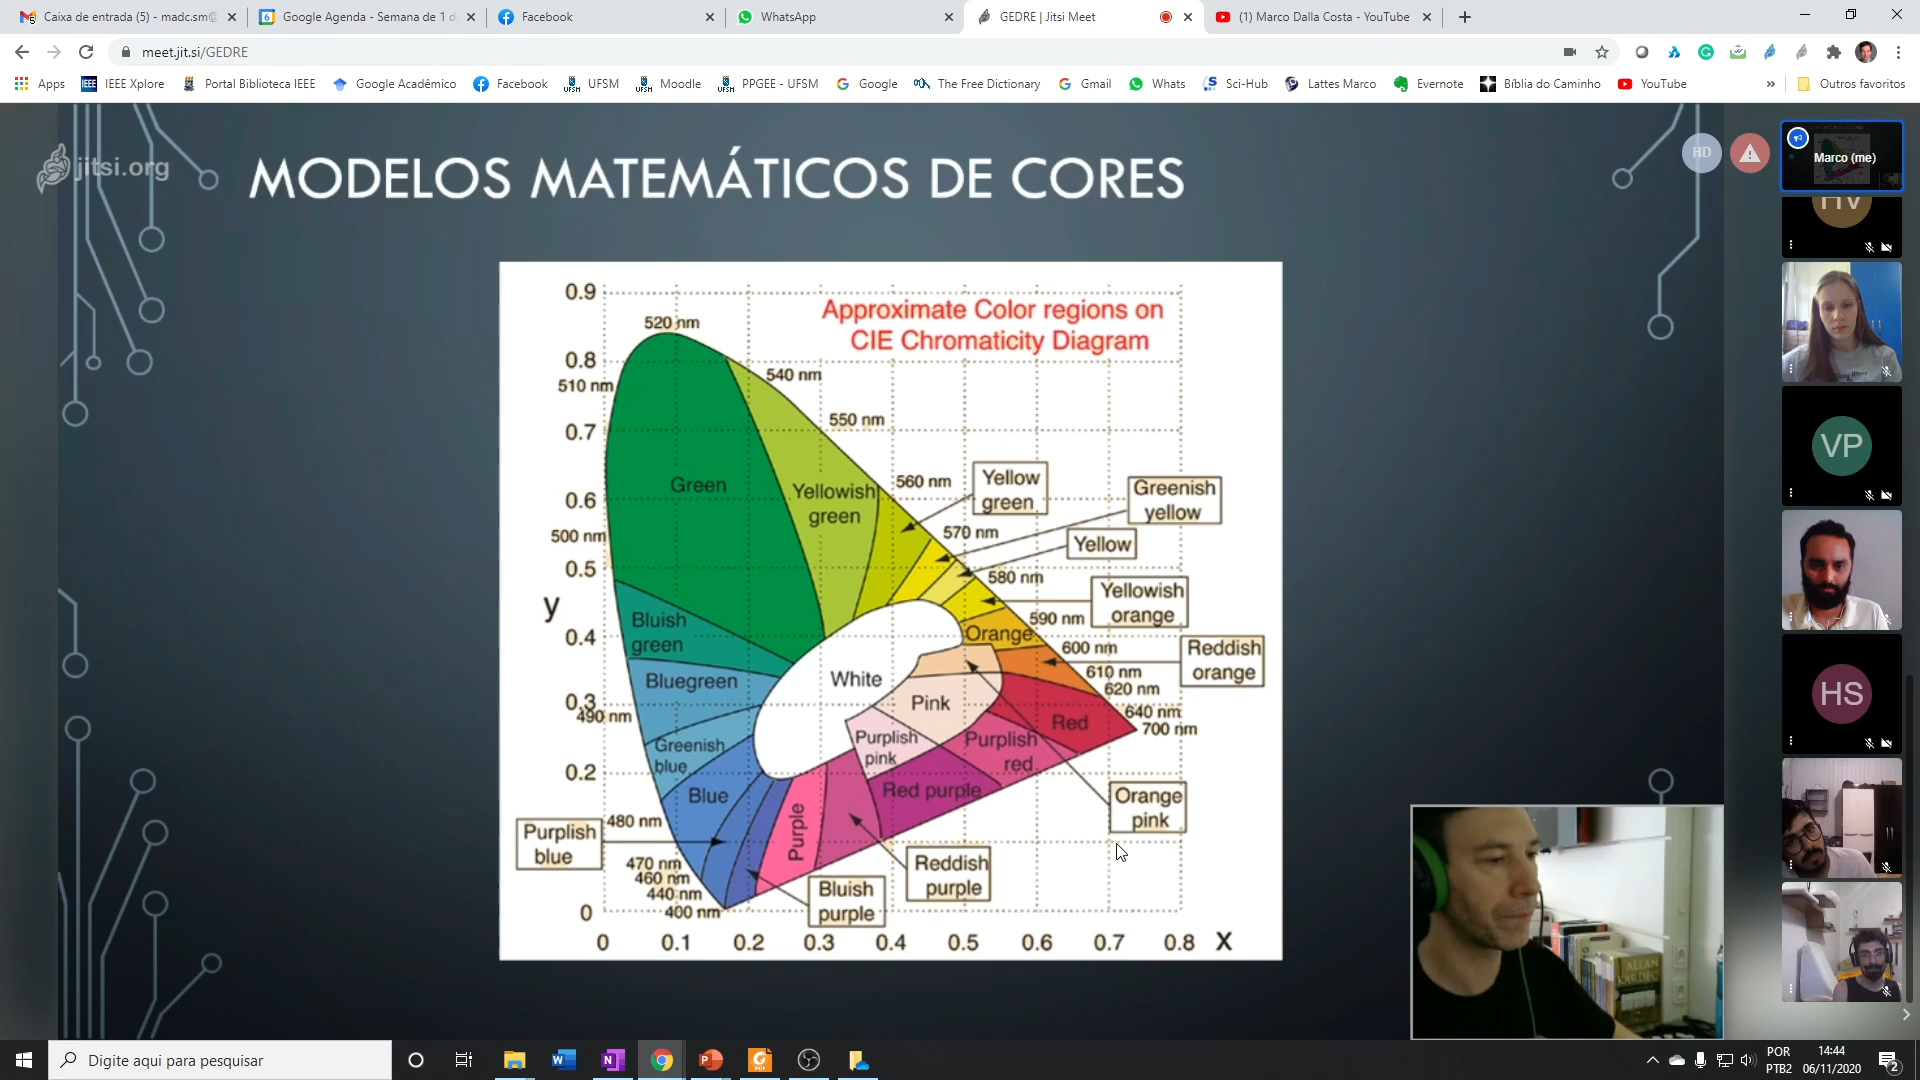 Caixa de entrada (5) - madc.sm@
Google Agenda - Semana de 1 d
Facebook
WhatsApp
GEDRE | Jitsi Meet
(1) Marco Dalla Costa - YouTube
meet.jit.si/GEDRE
Apps
IEEE Xplore
Portal Biblioteca IEEE
Google Acadêmico
Facebook
UFSM
Moodle
PPGEE - UFSM
Google
The Free Dictionary
Gmail
Whats
Sci-Hub
Lattes Marco
Evernote
Bíblia do Caminho
YouTube
»
Outros favoritos
jitsi.org
MODELOS MATEMÁTICOS DE CORES
HD
Marco (me)
HV
VP
HS
Approximate Color regions on
CIE Chromaticity Diagram
0.9
0.8
0.7
0.6
0.5
0.4
0.3
0.2
0
y
520 nm
510 nm
540 nm
550 nm
560 nm
500 nm
570 nm
580 nm
590 nm
600 nm
610 nm
620 nm
640 nm
700 nm
490 nm
480 nm
470 nm
460 nm
440 nm
400 nm
Green
Yellowish
green
Yellow
green
Greenish
yellow
Yellow
Yellowish
orange
Orange
Reddish
orange
Bluish
green
Bluegreen
White
Pink
Red
Greenish
blue
Purplish
pink
Purplish
red
Blue
Red purple
Orange
pink
Purple
Purplish
blue
Reddish
purple
Bluish
purple
0
0.1
0.2
0.3
0.4
0.5
0.6
0.7
0.8
x
ALLAN
KARDEC
Digite aqui para pesquisar
POR
PTB2
14:44
06/11/2020
2